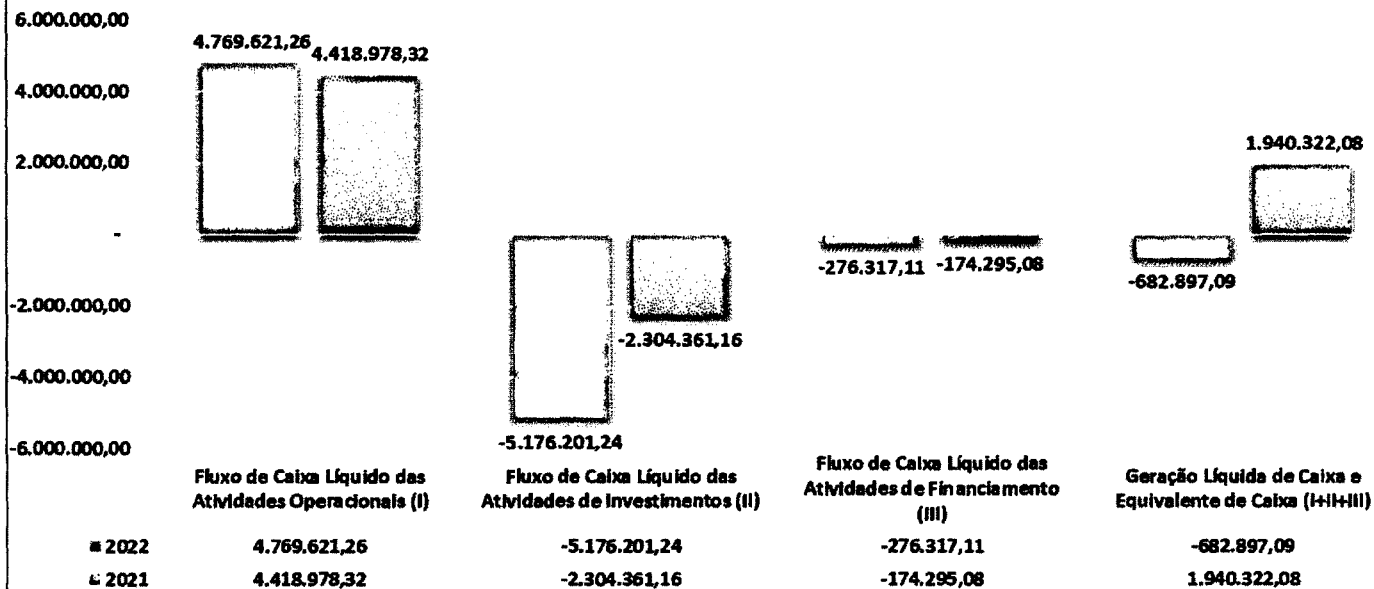 6.000.000,00
4.769.621,26 4.418.978,32
4.000.000,00
2.000.000,00
1.940.322,08
-
-276.317,11 -174.295,08
-682.897,09
-2.000.000,00
-2.304.361,16
-4.000.000,00
-5.176.201,24
-6.000.000,00
Fluxo de Caixa Líquido das
Atividades Operacionais (I)
Fluxo de Caixa Líquido das
Atividades de Investimentos (II)
Fluxo de Caixa Líquido das
Atividades de Financiamento
(III)
Geração Líquida de Caixa e
Equivalente de Caixa (I+II+III)
2022 4.769.621,26 -5.176.201,24 -276.317,11 -682.897,09
2021 4.418.978,32 -2.304.361,16 -174.295,08 1.940.322,08